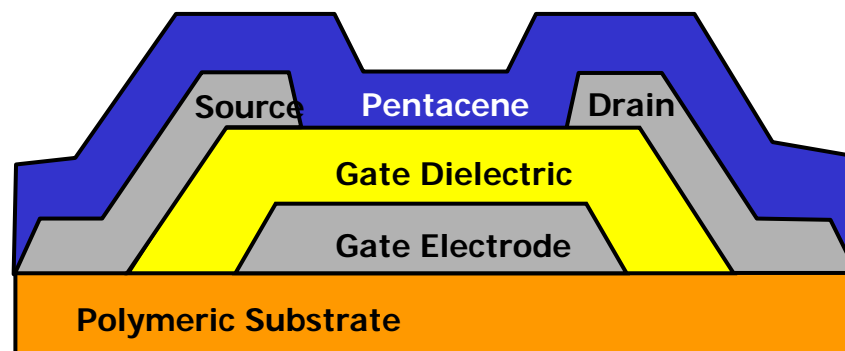 Source
Pentacene
Drain
Gate Dielectric
Gate Electrode
Polymeric Substrate